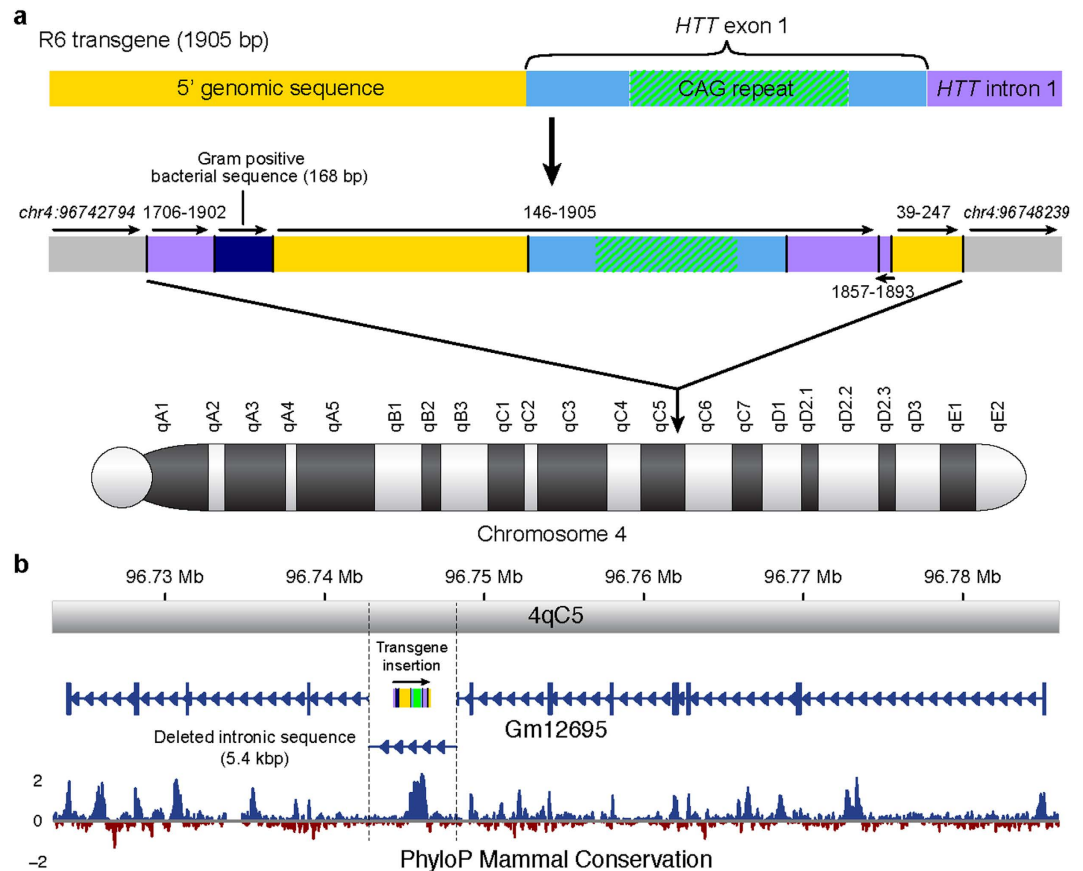 a
R6 transgene (1905 bp)
HTT exon 1
5’ genomic sequence
CAG repeat
HTT intron 1
Gram positive
bacterial sequence (168 bp)
chr4:96742794
1706-1902
146-1905
39-247
chr4:96748239
1857-1893
qA1
qA2
qA3
qA4
qA5
qB1
qB2
qB3
qC1
qC2
qC3
qC4
qC5
qC6
qC7
qD1
qD2.1
qD2.2
qD2.3
qD3
qE1
qE2
Chromosome 4
b
96.73 Mb
96.74 Mb
96.75 Mb
96.76 Mb
96.77 Mb
96.78 Mb
4qC5
Transgene
insertion
Gm12695
Deleted intronic sequence
(5.4 kbp)
2
0
−2
PhyloP Mammal Conservation